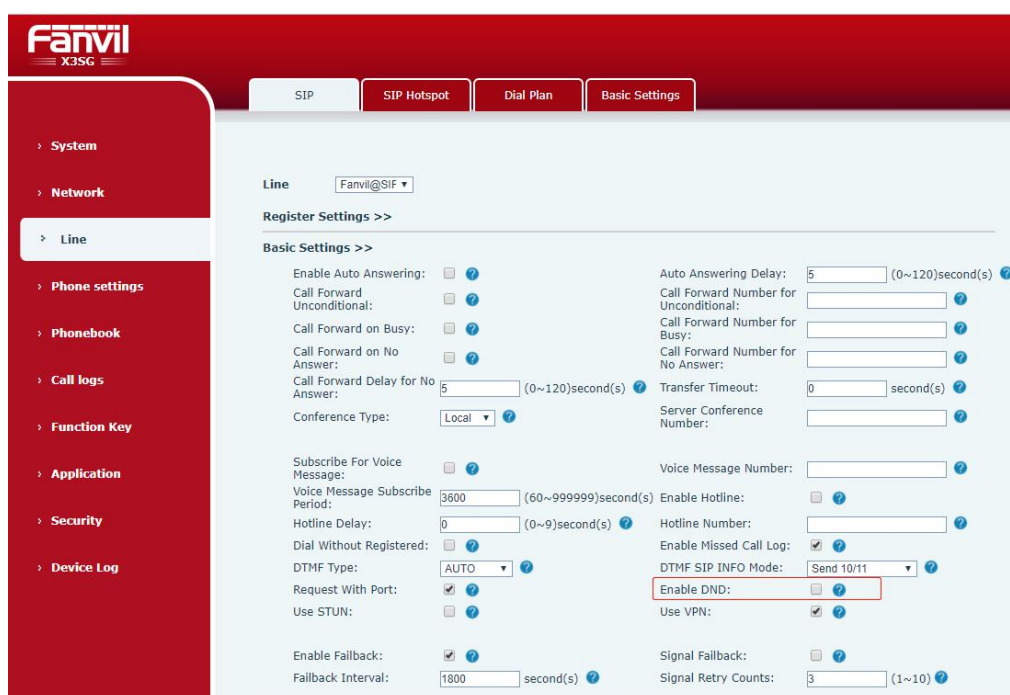 Fanvil
X3SG
SIP
SIP Hotspot
Dial Plan
Basic Settings
System
Network
Line
Phone settings
Phonebook
Call logs
Function Key
Application
Security
Device Log
Line Fanvil@SIF
Register Settings >>
Basic Settings >>
Enable Auto Answering: ?
Auto Answering Delay: 5 (0~120)second(s) ?
Call Forward
Unconditional: ?
Call Forward Number for
Unconditional: ?
Call Forward on Busy: ?
Call Forward Number for
Busy: ?
Call Forward on No
Answer: ?
Call Forward Number for
No Answer: ?
Call Forward Delay for No
Answer: 5 (0~120)second(s) ?
Transfer Timeout: 0 second(s) ?
Conference Type: Local ?
Server Conference
Number: ?
Subscribe For Voice
Message: ?
Voice Message Number: ?
Voice Message Subscribe
Period: 3600 (60~999999)second(s)
Enable Hotline: ?
Hotline Delay: 0 (0~9)second(s) ?
Hotline Number: ?
Dial Without Registered: ?
Enable Missed Call Log: ?
DTMF Type: AUTO ?
DTMF SIP INFO Mode: Send 10/11 ?
Request With Port: ?
Enable DND: ?
Use STUN: ?
Use VPN: ?
Enable Failback: ?
Signal Failback: ?
Failback Interval: 1800 second(s) ?
Signal Retry Counts: 3 (1~10) ?